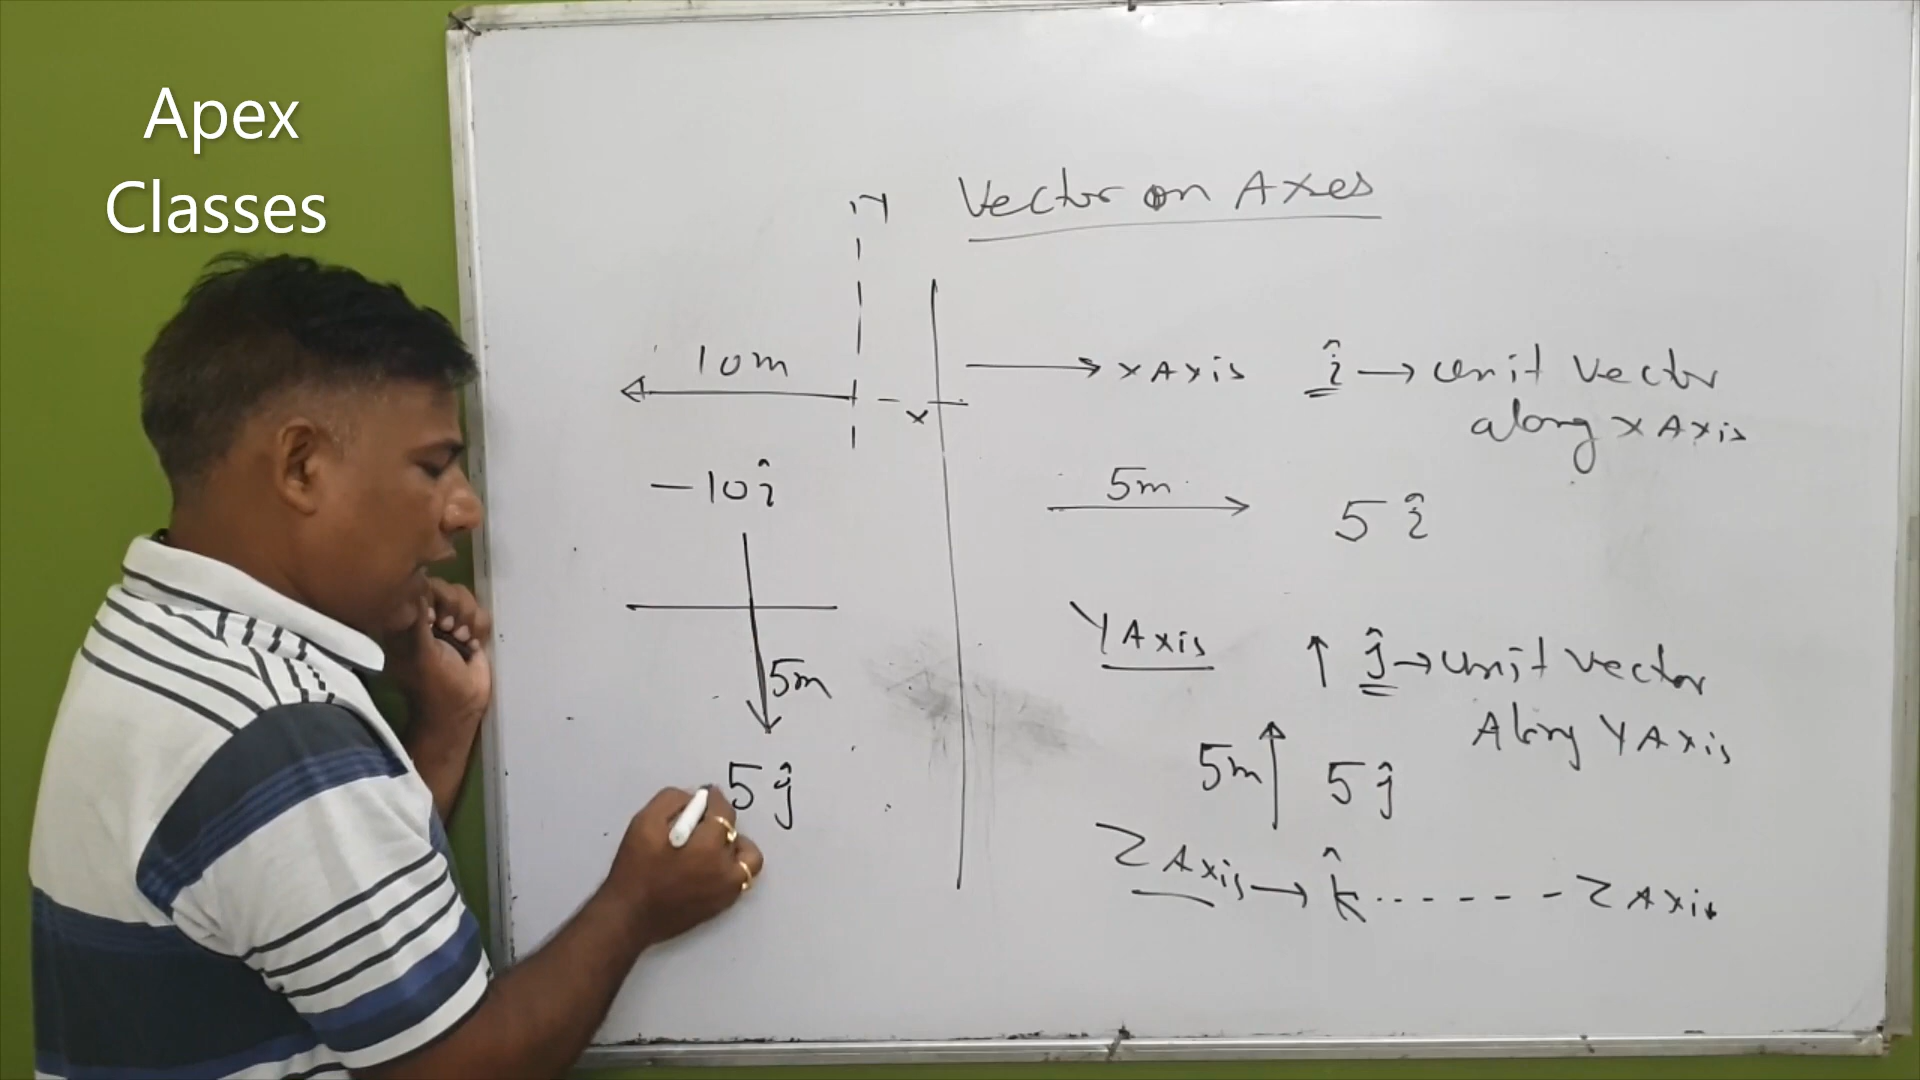 Apex
Classes
Vector on Axes
Y
10m
-x
-10î
5m
5ĵ
→ x Axis î → unit vector
along x Axis
5m
5î
Y Axis ↑ ĵ → unit vector
Along Y Axis
5m 5ĵ
Z Axis → k̂ ------ Z Axis